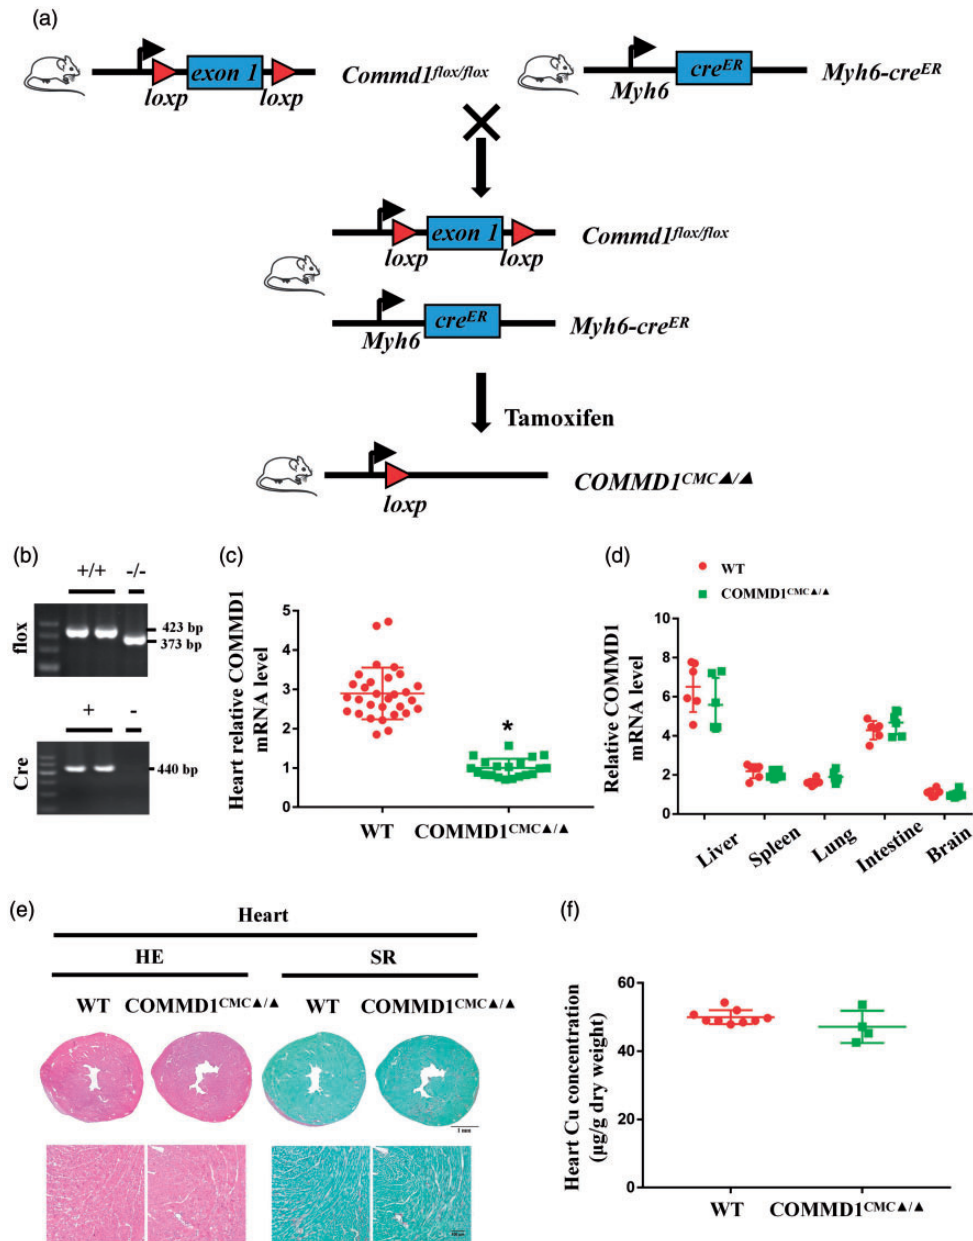 (a)
exon 1
loxp
loxp
Commd1flox/flox
creER
Myh6
Myh6-creER
exon 1
loxp
loxp
Commd1flox/flox
creER
Myh6
Myh6-creER
Tamoxifen
loxp
COMMD1CMC▲/▲
(b)
+/+ -/-
flox
423 bp
373 bp
+ -
Cre
440 bp
(c)
Heart relative COMMD1
mRNA level
5
4
3
2
1
0
*
WT COMMD1CMC▲/▲
(d)
WT
COMMD1CMC▲/▲
Relative COMMD1
mRNA level
10
8
6
4
2
0
Liver Spleen Lung Intestine Brain
(e)
Heart
HE SR
WT COMMD1CMC▲/▲ WT COMMD1CMC▲/▲
1 mm
(f)
Heart Cu concentration
(µg/g dry weight)
60
40
20
0
WT COMMD1CMC▲/▲